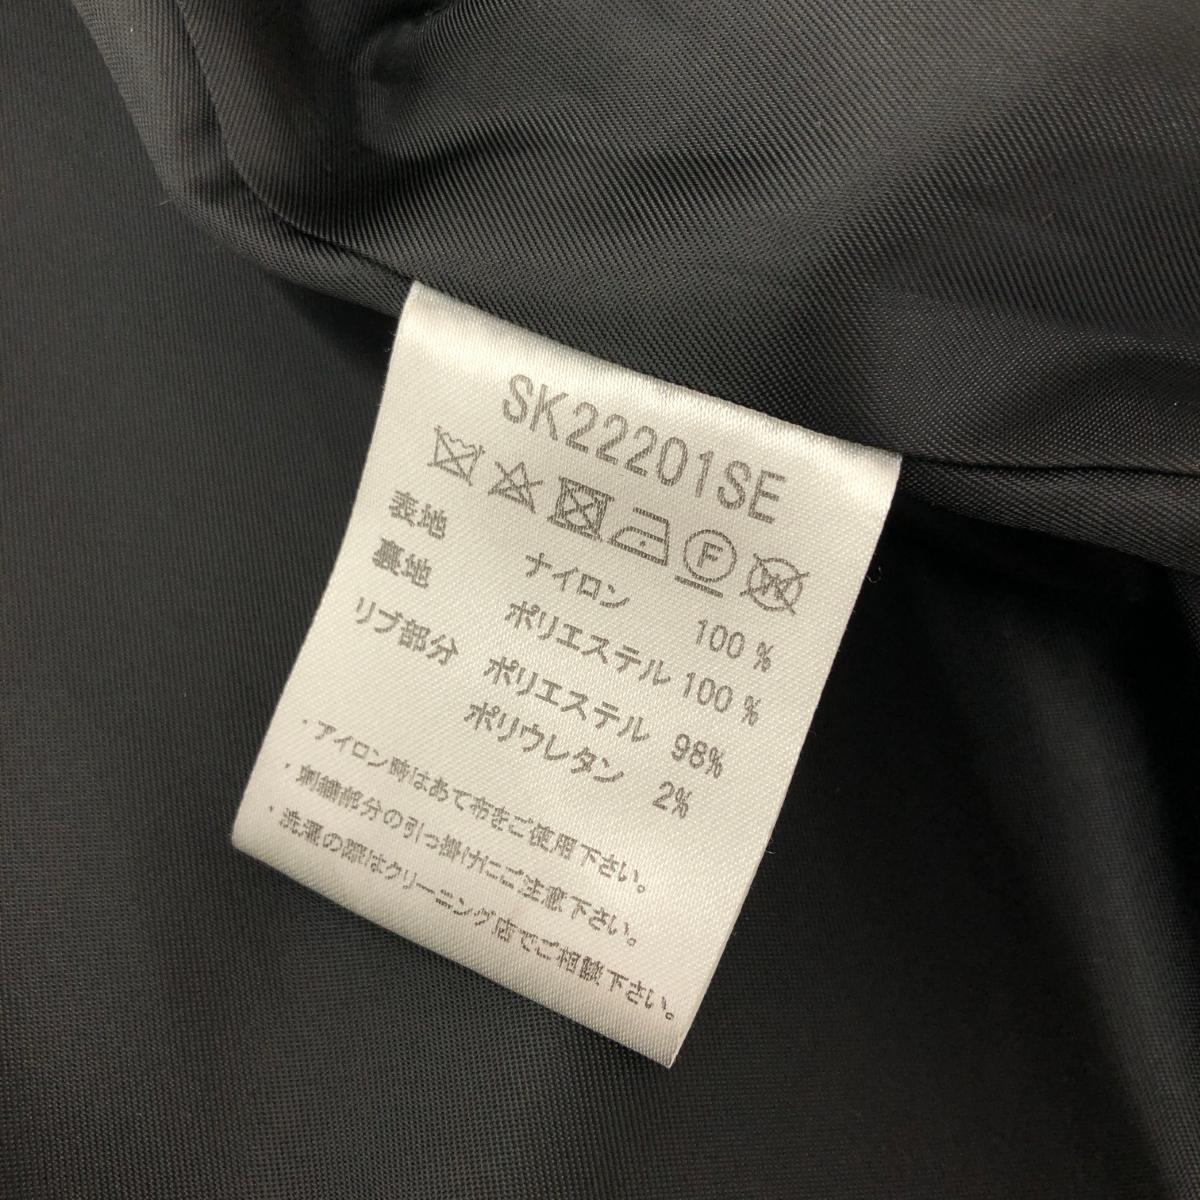 SK22201SE
F W
表地 ナイロン 100%
裏地 ポリエステル 100%
リブ部分 ポリエステル 98%
ポリウレタン 2%
・アイロン時はあて布をご使用下さい。
・刺繍部分の引っ掛けにご注意下さい。
・洗濯の際はクリーニング店でご相談下さい。